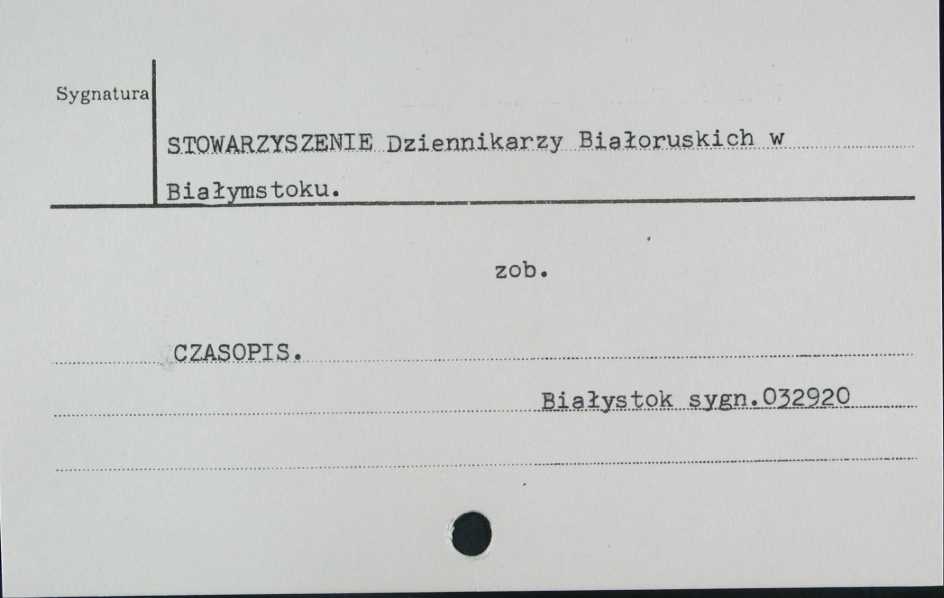 Sygnatura
STOWARZYSZENIE Dziennikarzy Białoruskich w
Białymstoku.
zob.
CZASOPIS.
Białystok sygn.032920